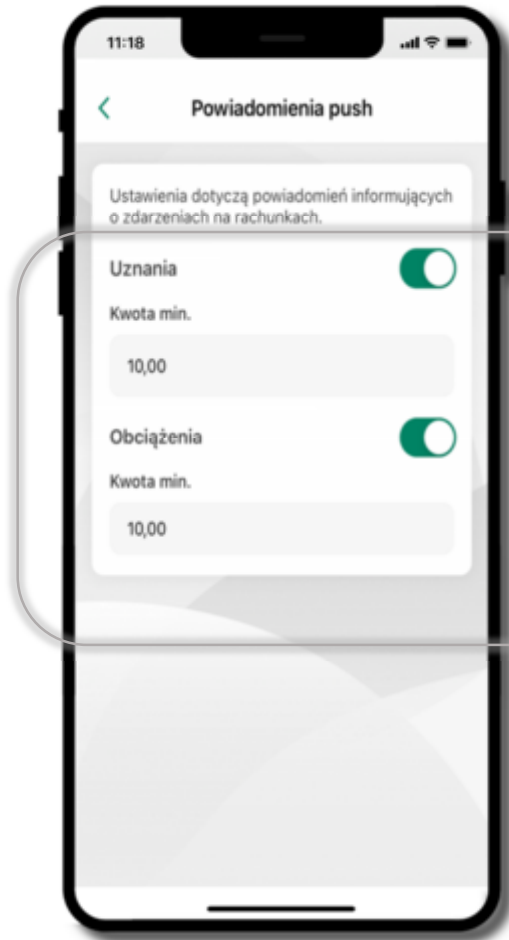 11:18
Powiadomienia push
Ustawienia dotyczą powiadomień informujących
o zdarzeniach na rachunkach.
Uznania
Kwota min.
10,00
Obciążenia
Kwota min.
10,00